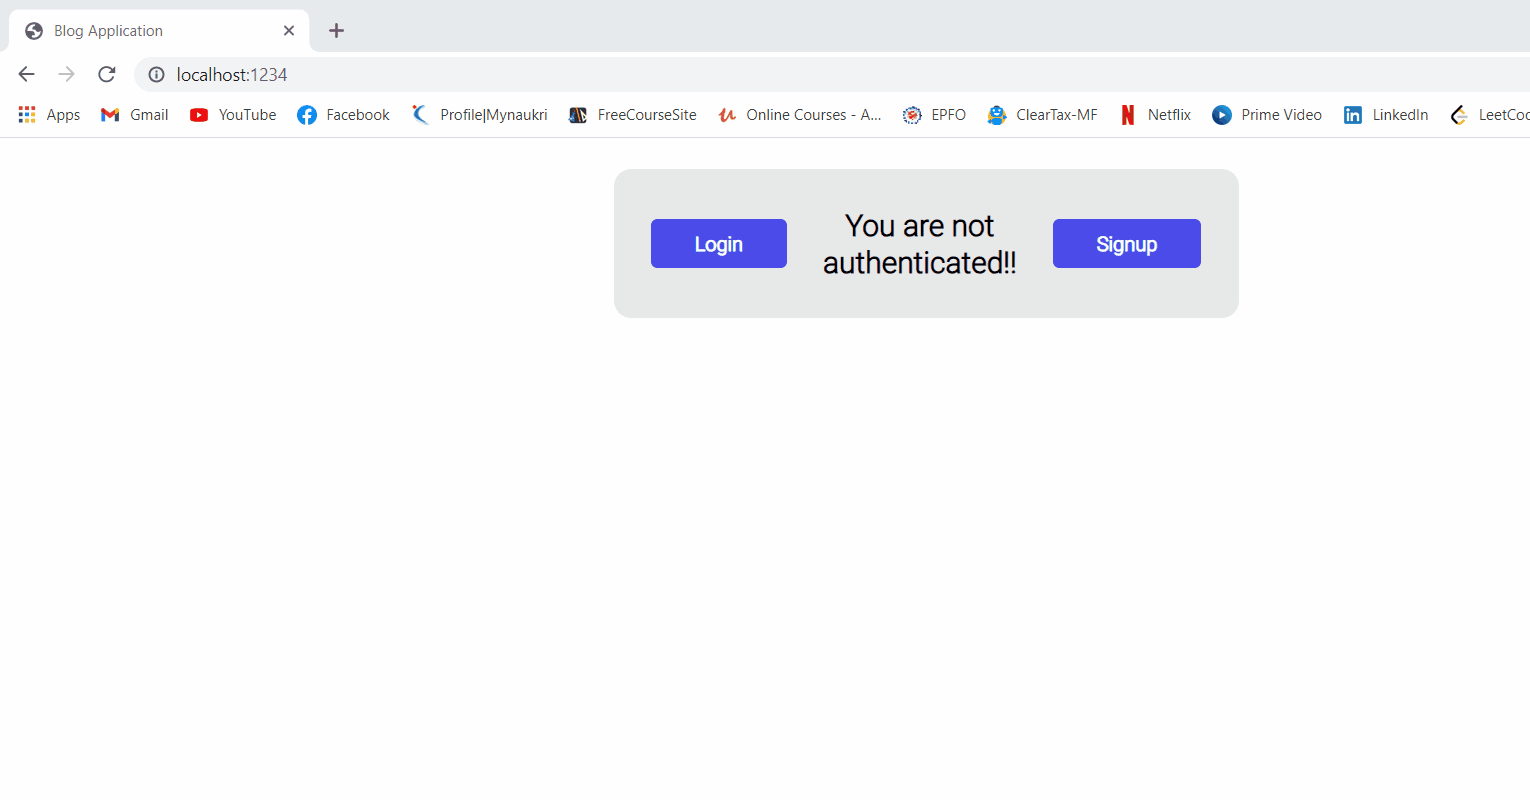 Blog Application
localhost:1234
Apps Gmail YouTube Facebook Profile|Mynaukri FreeCourseSite Online Courses - A... EPFO ClearTax-MF Netflix Prime Video LinkedIn LeetCoo
Login
You are not
authenticated!!
Signup